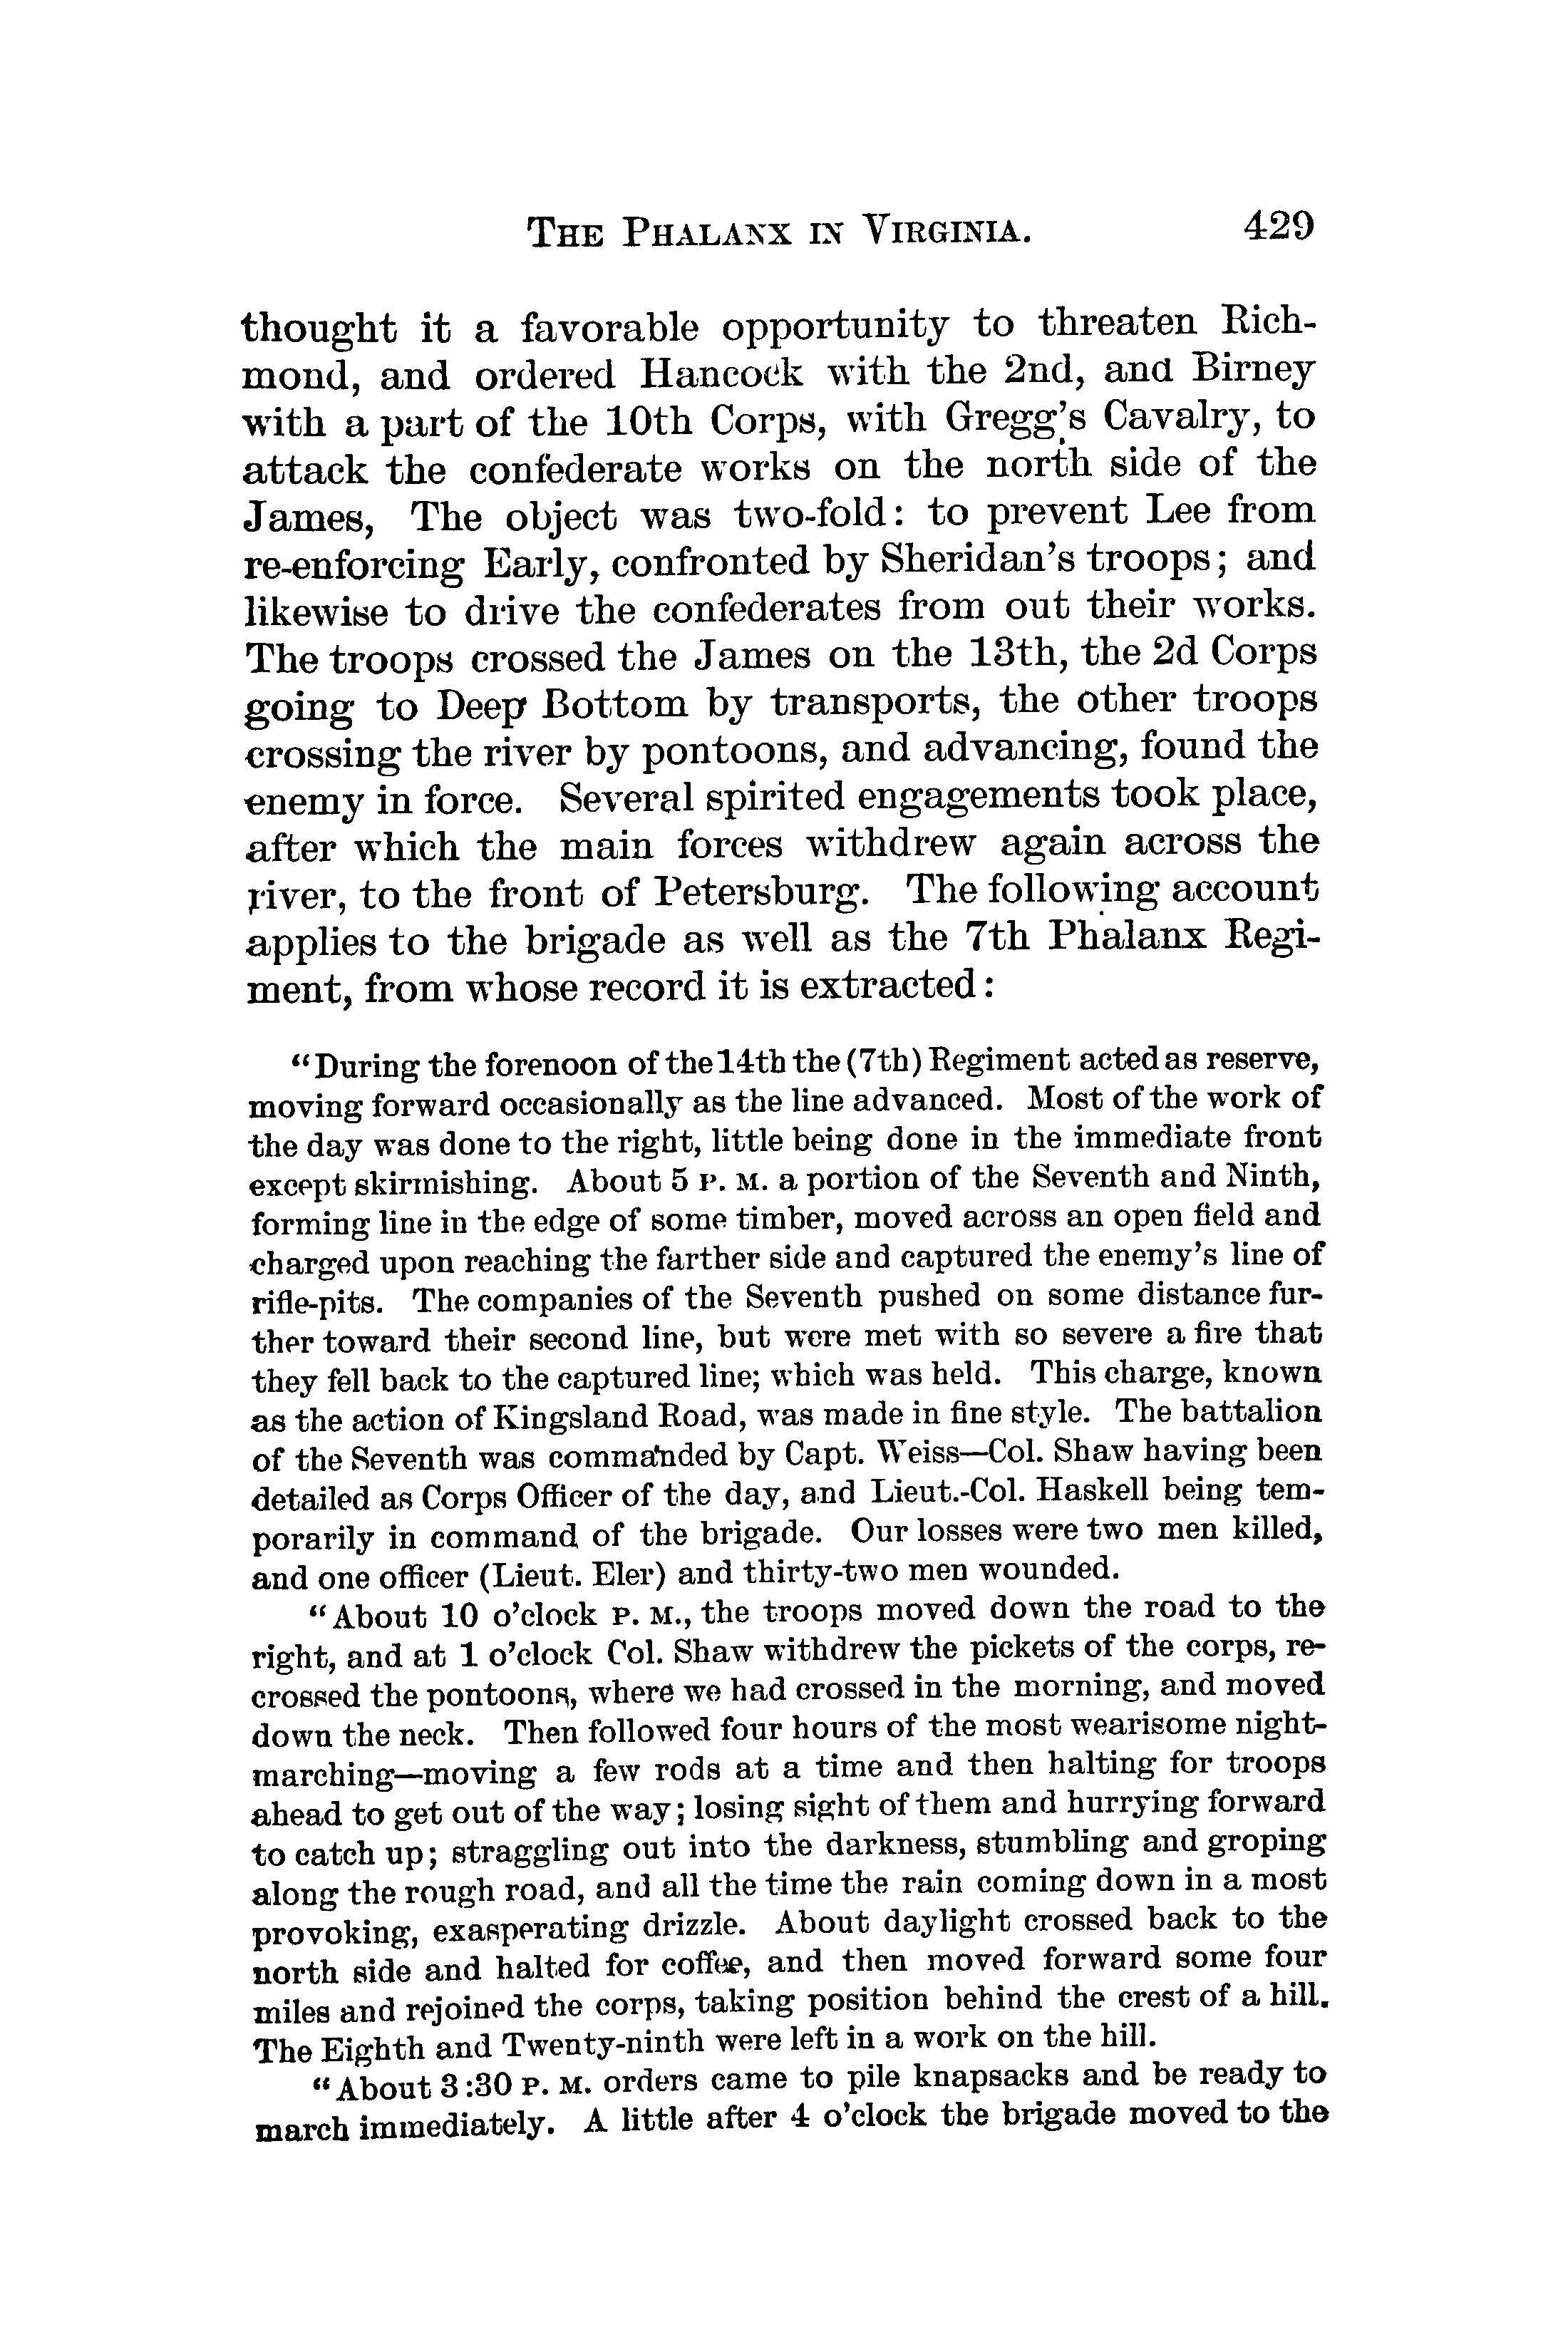 THE PHALANX IN VIRGINIA. 429
thought it a favorable opportunity to threaten Rich-
mond, and ordered Hancock with the 2nd, and Birney
with a part of the 10th Corps, with Gregg's Cavalry, to
attack the confederate works on the north side of the
James, The object was two-fold: to prevent Lee from
re-enforcing Early, confronted by Sheridan's troops; and
likewise to drive the confederates from out their works.
The troops crossed the James on the 13th, the 2d Corps
going to Deep Bottom by transports, the other troops
crossing the river by pontoons, and advancing, found the
enemy in force. Several spirited engagements took place,
after which the main forces withdrew again across the
river, to the front of Petersburg. The following account
applies to the brigade as well as the 7th Phalanx Regi-
ment, from whose record it is extracted:
"During the forenoon of the 14th the (7th) Regiment acted as reserve,
moving forward occasionally as the line advanced. Most of the work of
the day was done to the right, little being done in the immediate front
except skirmishing. About 5 P. M. a portion of the Seventh and Ninth,
forming line in the edge of some timber, moved across an open field and
charged upon reaching the farther side and captured the enemy's line of
rifle-pits. The companies of the Seventh pushed on some distance fur-
ther toward their second line, but were met with so severe a fire that
they fell back to the captured line; which was held. This charge, known
as the action of Kingsland Road, was made in fine style. The battalion
of the Seventh was commanded by Capt. Weiss—Col. Shaw having been
detailed as Corps Officer of the day, and Lieut.-Col. Haskell being tem-
porarily in command of the brigade. Our losses were two men killed,
and one officer (Lieut. Eler) and thirty-two men wounded.
"About 10 o'clock P. M., the troops moved down the road to the
right, and at 1 o'clock Col. Shaw withdrew the pickets of the corps, re-
crossed the pontoons, where we had crossed in the morning, and moved
down the neck. Then followed four hours of the most wearisome night-
marching—moving a few rods at a time and then halting for troops
ahead to get out of the way; losing sight of them and hurrying forward
to catch up; straggling out into the darkness, stumbling and groping
along the rough road, and all the time the rain coming down in a most
provoking, exasperating drizzle. About daylight crossed back to the
north side and halted for coffee, and then moved forward some four
miles and rejoined the corps, taking position behind the crest of a hill.
The Eighth and Twenty-ninth were left in a work on the hill.
"About 3:30 P. M. orders came to pile knapsacks and be ready to
march immediately. A little after 4 o'clock the brigade moved to the